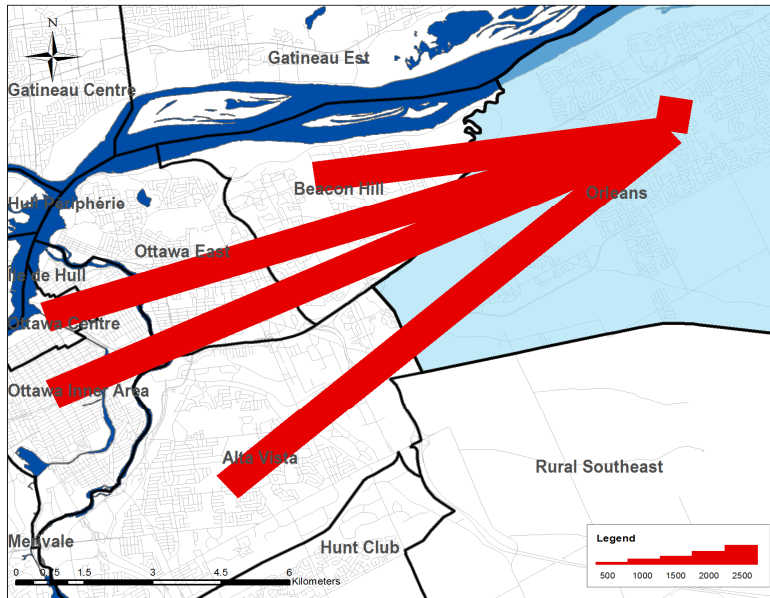 N
Gatineau Est
Gatineau Centre
Beacon Hill
Orleans
Hull Périphérie
Ottawa East
Île de Hull
Ottawa Centre
Ottawa Inner Area
Alta Vista
Rural Southeast
Merivale
Hunt Club
Legend
500 1000 1500 2000 2500
0 0.75 1.5 3 4.5 6
Kilometers